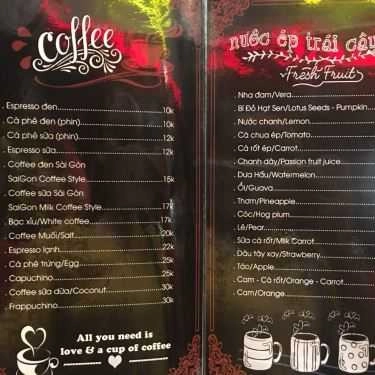 Coffee
. Espresso đen 10k
. Cà phê đen (phin) 10k
. Cà phê sữa (phin) 12k
. Espresso sữa 12k
. Coffee đen Sài Gòn
SaiGon Coffee Style 15k
. Coffee sữa Sài Gòn
SaiGon Milk Coffee Style 17k
. Bạc xỉu/White coffee 17k
. Coffee Muối/Salt 20k
. Espresso lạnh 22k
. Cà phê trứng/Egg 25k
. Capuchino 25k
. Coffee sữa dừa/Coconut 30k
. Frappuchino 30k
All you need is
love & a cup of coffee
nước ép trái cây
Fresh Fruit
. Nha đam/Vera
. Bí Đỏ Hạt Sen/Lotus Seeds - Pumpkin
. Nước chanh/Lemon
. Cà chua ép/Tomato
. Cà rốt ép/Carrot
. Chanh dây/Passion fruit juice
. Dưa Hấu/Watermelon
. Ổi/Guava
. Thơm/Pineapple
. Cóc/Hog plum
. Lê/Pear
. Sữa cà rốt/Milk Carrot
. Dâu tây xay/Strawberry
. Táo/Apple
. Cam - Cà rốt/Orange - Carrot
. Cam/Orange